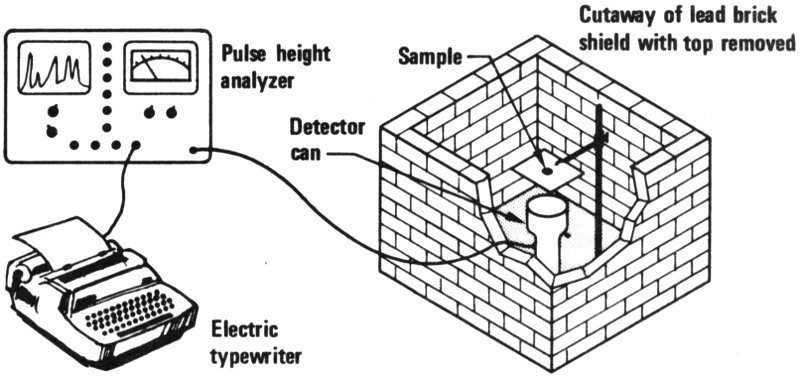 Cutaway of lead brick
shield with top removed
Pulse height
analyzer
Sample
Detector
can
Electric
typewriter